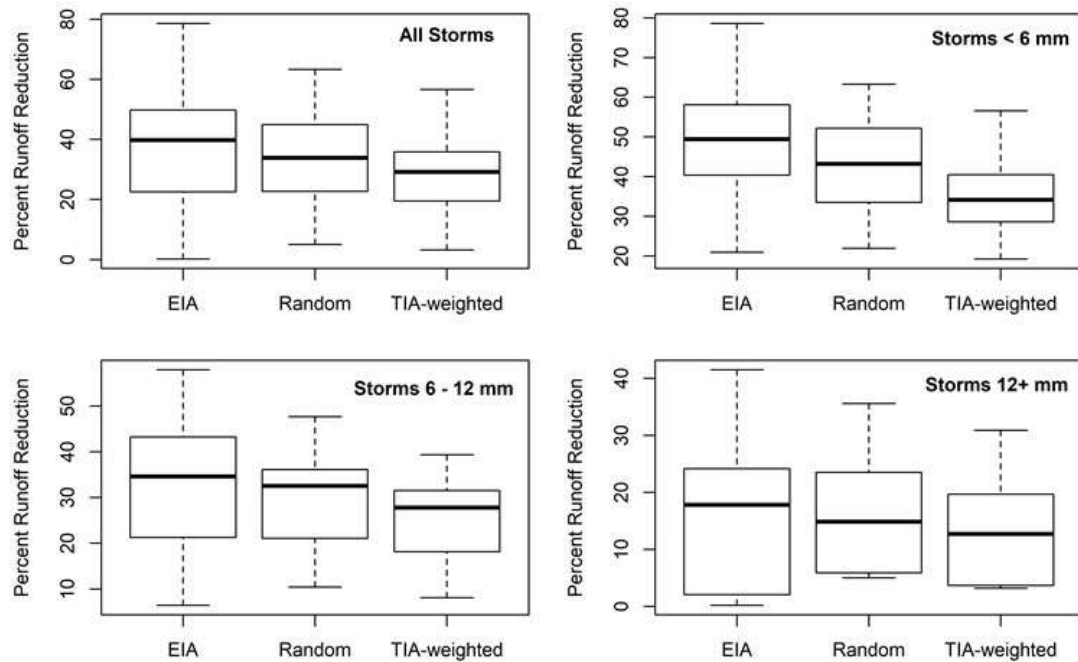 All Storms
Percent Runoff Reduction
80
60
40
20
0
EIA Random TIA-weighted
Storms < 6 mm
Percent Runoff Reduction
80
70
60
50
40
30
20
EIA Random TIA-weighted
Storms 6 - 12 mm
Percent Runoff Reduction
50
40
30
20
10
EIA Random TIA-weighted
Storms 12+ mm
Percent Runoff Reduction
40
30
20
10
0
EIA Random TIA-weighted